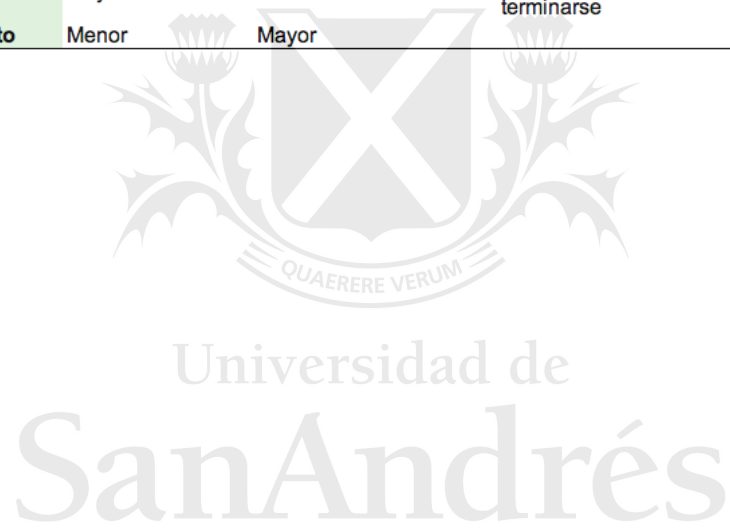 terminarse
to Menor Mayor
QUAERERE VERUM
Universidad de
SanAndrés